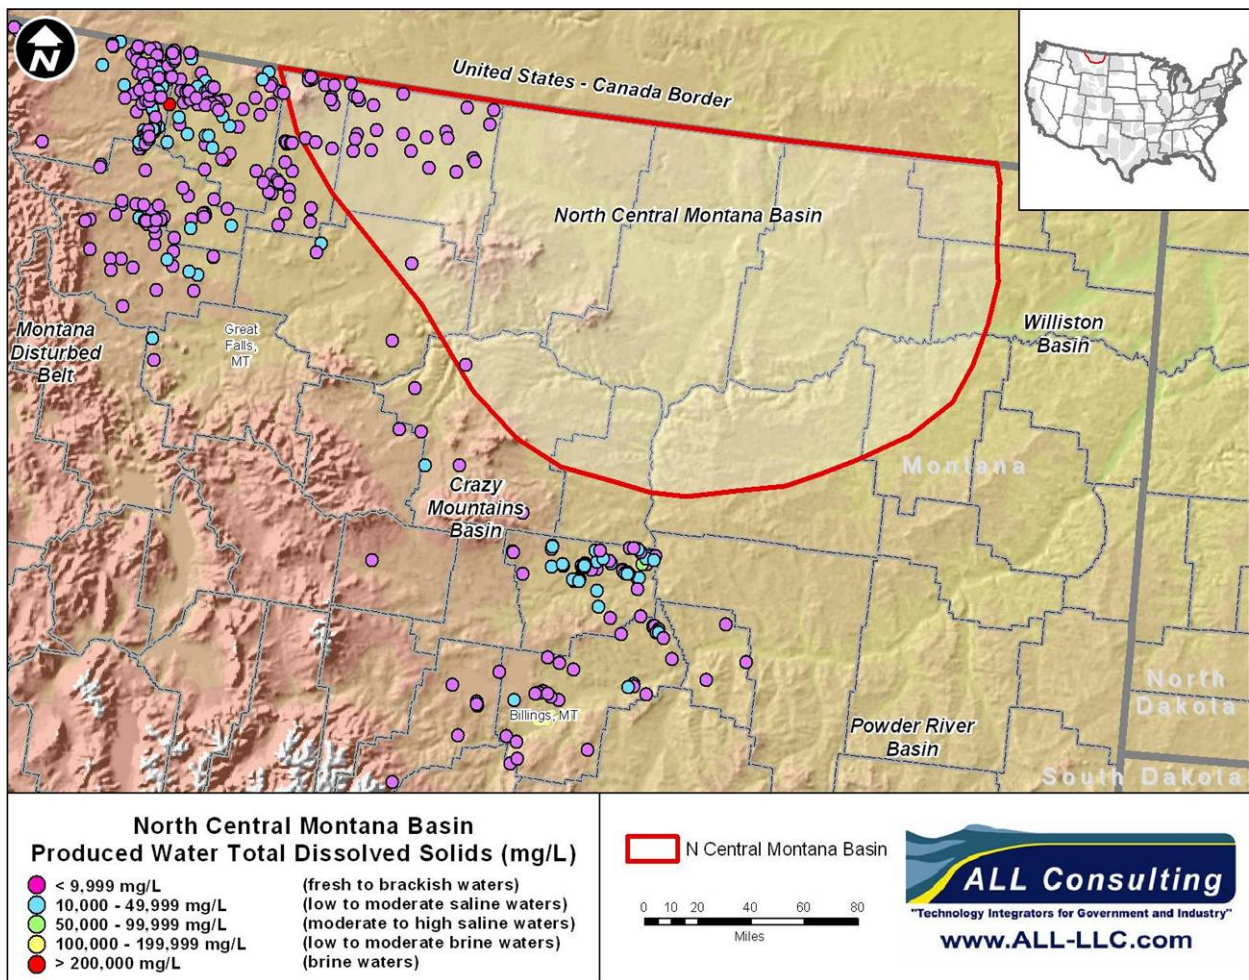 N
United States - Canada Border
North Central Montana Basin
Montana
Disturbed
Belt
Great
Falls,
MT
Williston
Basin
Montana
Crazy
Mountains
Basin
North
Dakota
Billings, MT
Powder River
Basin
South Dakota
North Central Montana Basin
Produced Water Total Dissolved Solids (mg/L)
< 9,999 mg/L (fresh to brackish waters)
10,000 - 49,999 mg/L (low to moderate saline waters)
50,000 - 99,999 mg/L (moderate to high saline waters)
100,000 - 199,999 mg/L (low to moderate brine waters)
> 200,000 mg/L (brine waters)
N Central Montana Basin
0 10 20 40 60 80
Miles
ALL Consulting
"Technology Integrators for Government and Industry"
www.ALL-LLC.com